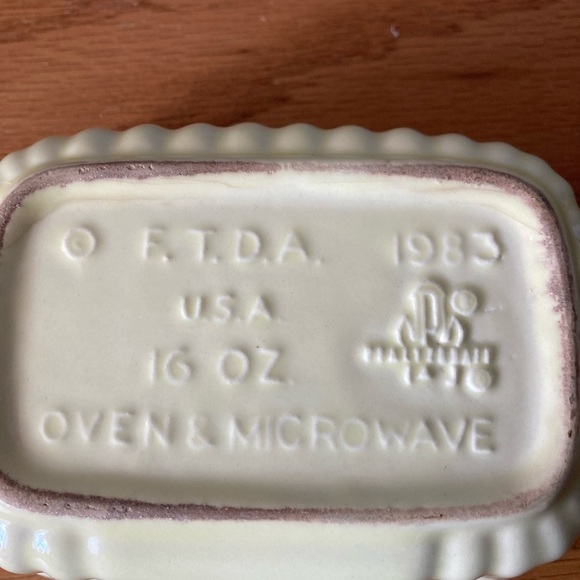 © F.T.D.A. 1983
U.S.A.
16 OZ.
OVEN & MICROWAVE